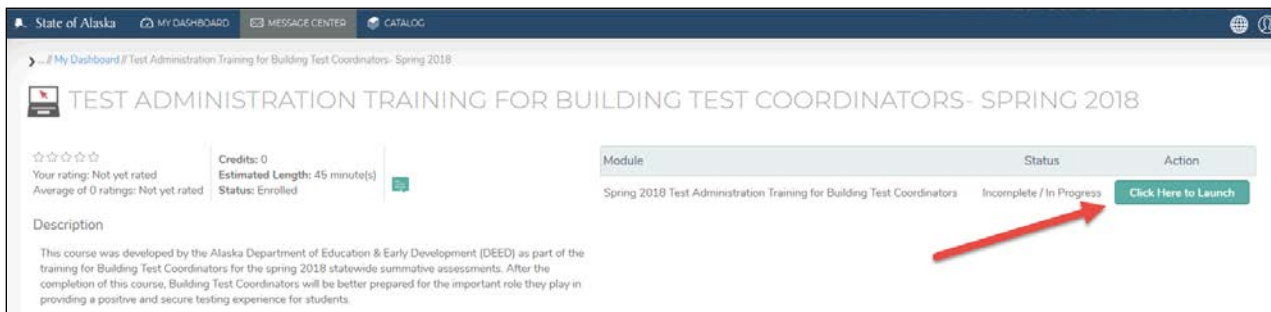 State of Alaska MY DASHBOARD MESSAGE CENTER CATALOG
... // My Dashboard // Test Administration Training for Building Test Coordinators- Spring 2018
TEST ADMINISTRATION TRAINING FOR BUILDING TEST COORDINATORS- SPRING 2018
Your rating: Not yet rated
Average of 0 ratings: Not yet rated
Credits: 0
Estimated Length: 45 minute(s)
Status: Enrolled
Module Status Action
Spring 2018 Test Administration Training for Building Test Coordinators Incomplete / In Progress Click Here to Launch
Description
This course was developed by the Alaska Department of Education & Early Development (DEED) as part of the
training for Building Test Coordinators for the spring 2018 statewide summative assessments. After the
completion of this course, Building Test Coordinators will be better prepared for the important role they play in
providing a positive and secure testing experience for students.